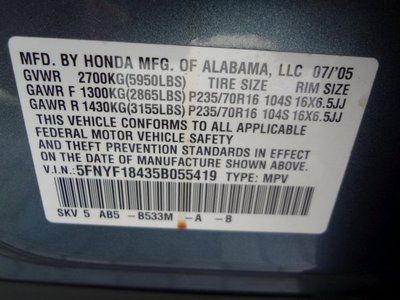 MFD. BY HONDA MFG. OF ALABAMA, LLC 07/'05
GVWR 2700KG(5950LBS) TIRE SIZE RIM SIZE
GAWR F 1300KG(2865LBS) P235/70R16 104S 16X6.5JJ
GAWR R 1430KG(3155LBS) P235/70R16 104S 16X6.5JJ
THIS VEHICLE CONFORMS TO ALL APPLICABLE
FEDERAL MOTOR VEHICLE SAFETY
AND THEFT PREVENTION STANDARDS IN EFFECT
ON THE DATE OF MANUFACTURE SHOWN ABOVE.
V.I.N.:5FNYF18435B055419 TYPE: MPV
SKV 5 AB5 -B533M -A -B